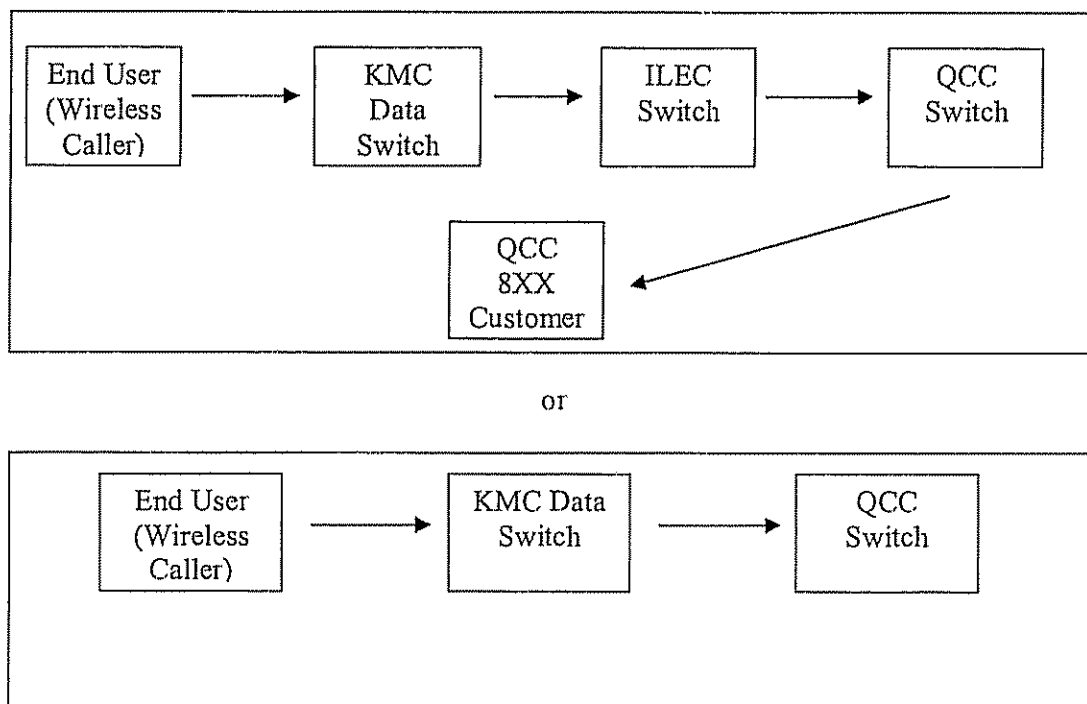 End User
(Wireless
Caller)
KMC
Data
Switch
ILEC
Switch
QCC
Switch
QCC
8XX
Customer
or
End User
(Wireless
Caller)
KMC Data
Switch
QCC
Switch